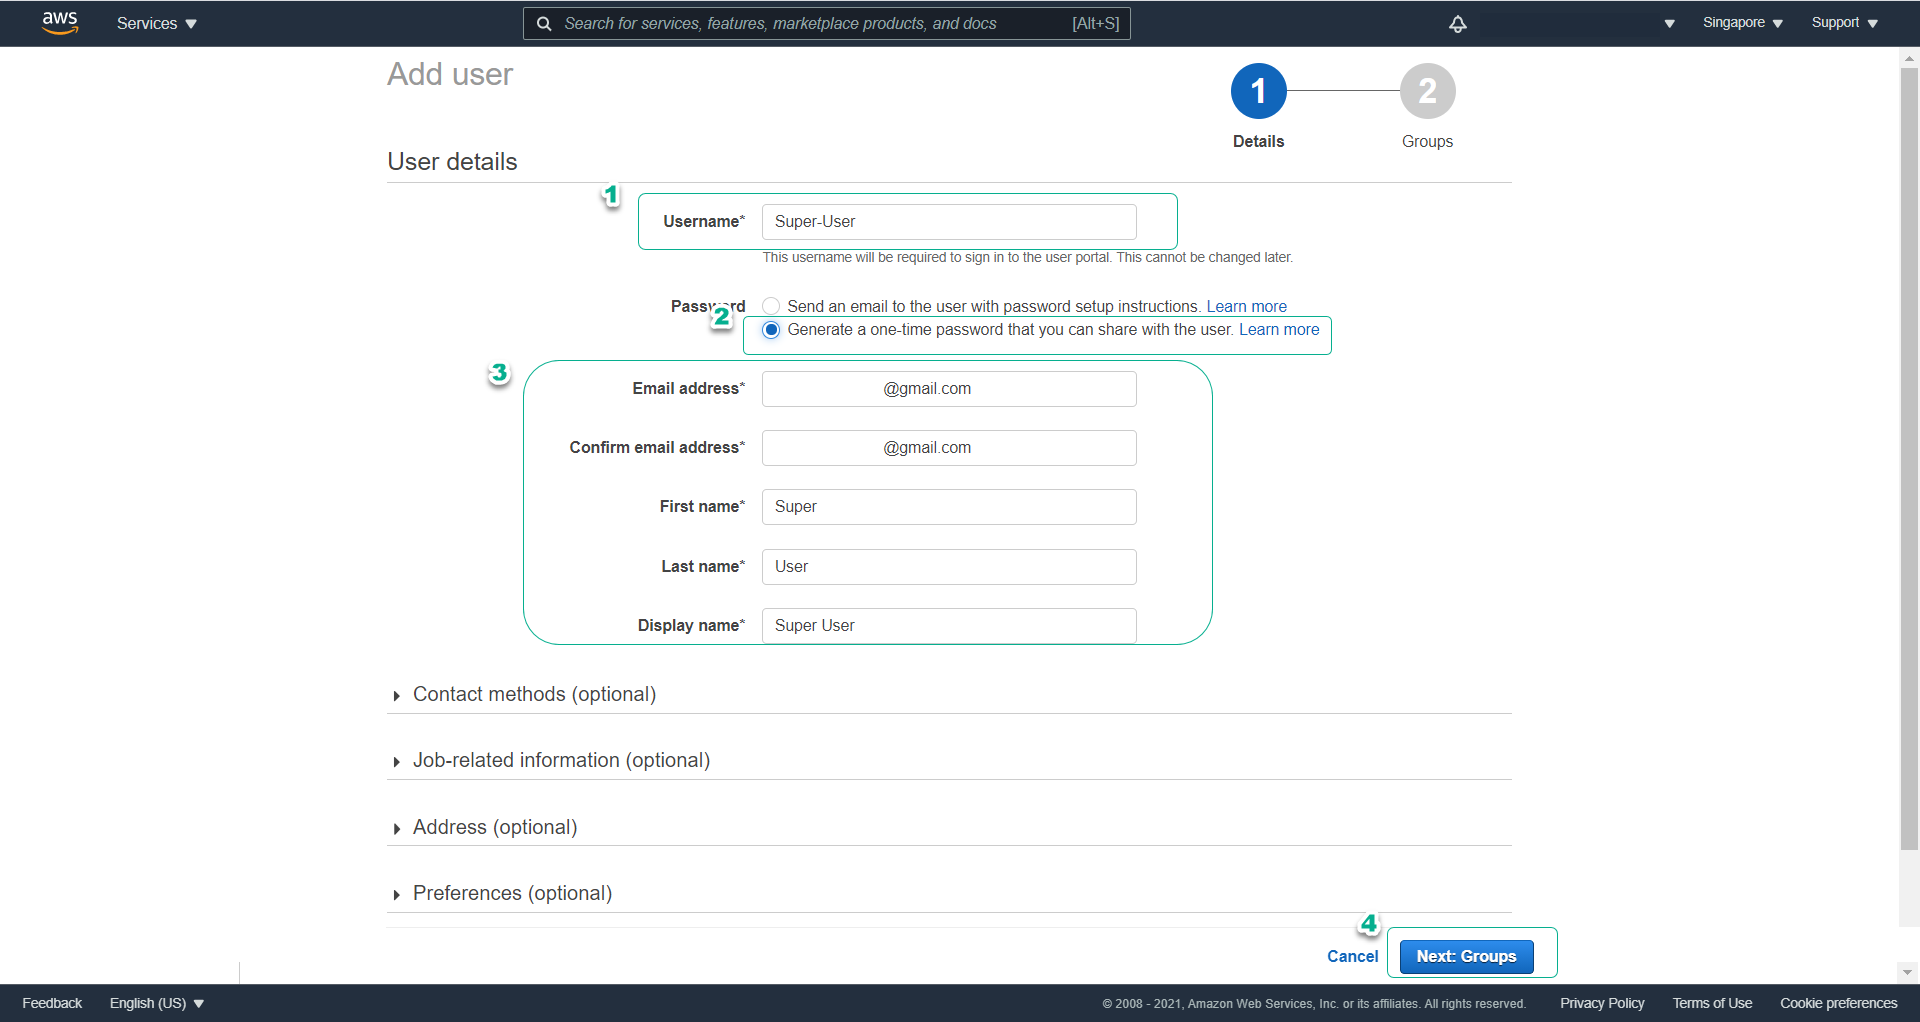 aws Services Search for services, features, marketplace products, and docs [Alt+S] Singapore Support
Add user
1 2
Details Groups
User details
1
Username* Super-User
This username will be required to sign in to the user portal. This cannot be changed later.
Password Send an email to the user with password setup instructions. Learn more
2
Generate a one-time password that you can share with the user. Learn more
3
Email address* @gmail.com
Confirm email address* @gmail.com
First name* Super
Last name* User
Display name* Super User
Contact methods (optional)
Job-related information (optional)
Address (optional)
Preferences (optional)
4
Cancel Next: Groups
Feedback English (US) © 2008 - 2021, Amazon Web Services, Inc. or its affiliates. All rights reserved. Privacy Policy Terms of Use Cookie preferences